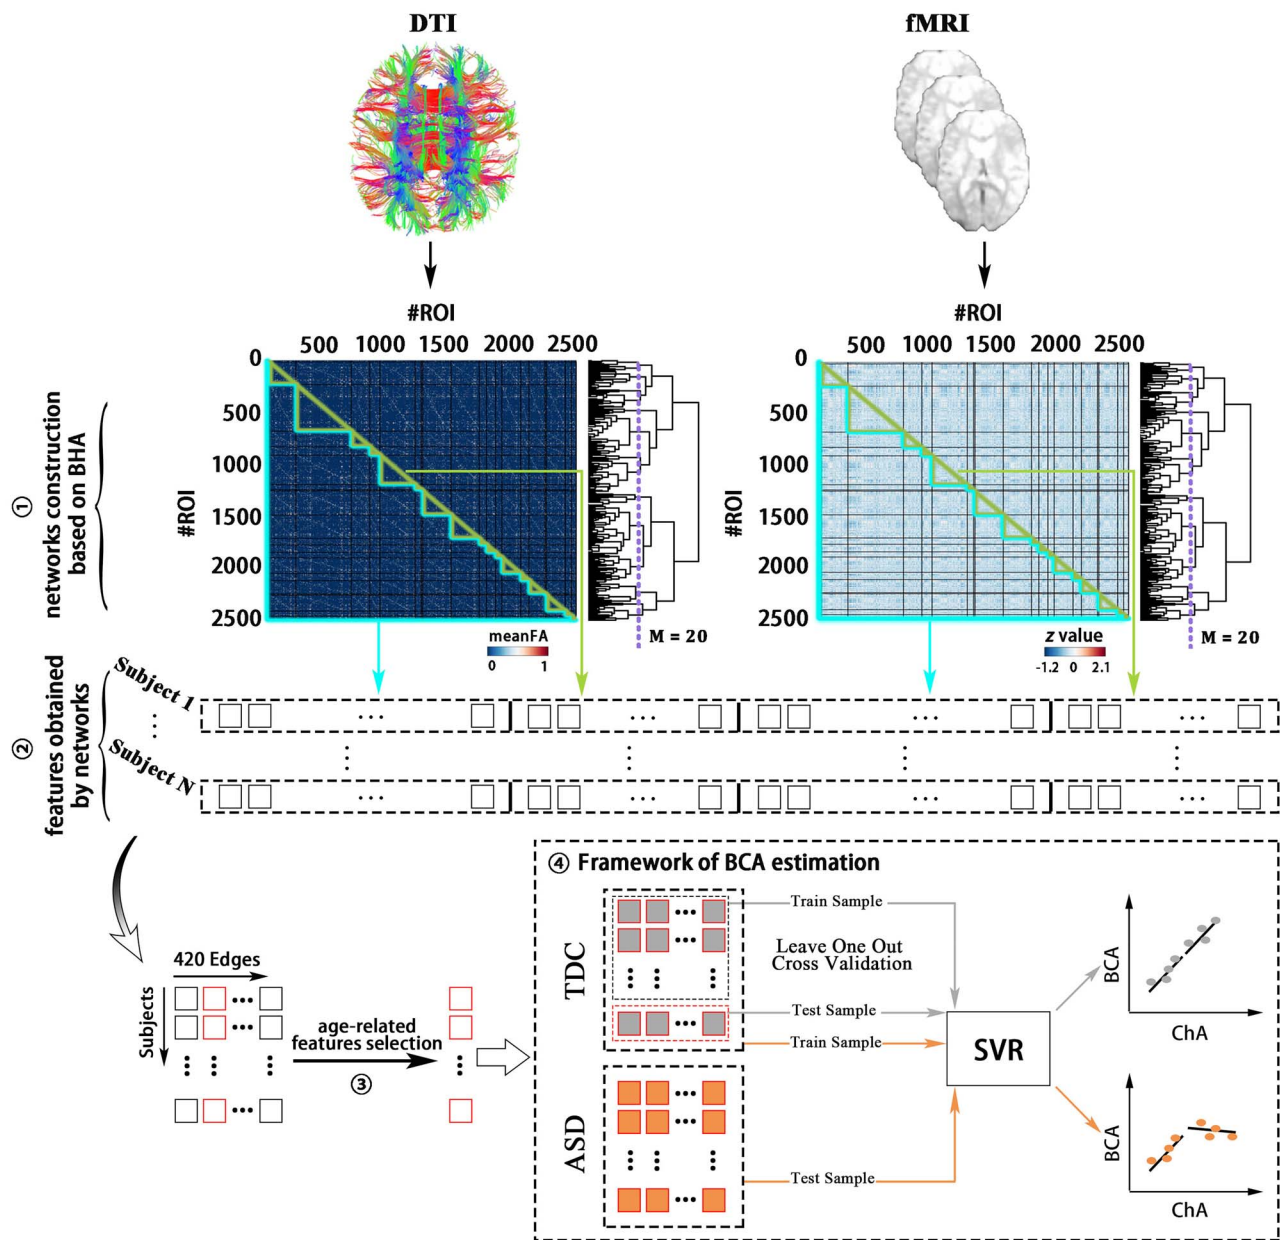 DTI
fMRI
#ROI
500 1000 1500 2000 2500
0
500
1000
1500
2000
2500
#ROI
meanFA
0 1
M = 20
#ROI
500 1000 1500 2000 2500
0
500
1000
1500
2000
2500
#ROI
z value
-1.2 0 2.1
M = 20
① networks construction
based on BHA
② features obtained
by networks
Subject 1
Subject N
420 Edges
Subjects
age-related
features selection
③
④ Framework of BCA estimation
TDC
ASD
Train Sample
Leave One Out
Cross Validation
Test Sample
Train Sample
Test Sample
SVR
BCA
ChA
BCA
ChA